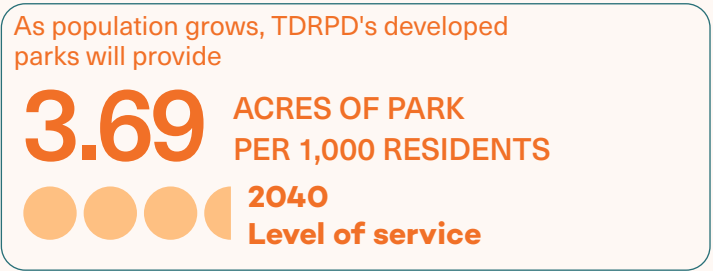 As population grows, TDRPD's developed
parks will provide
3.69
ACRES OF PARK
PER 1,000 RESIDENTS
2040
Level of service